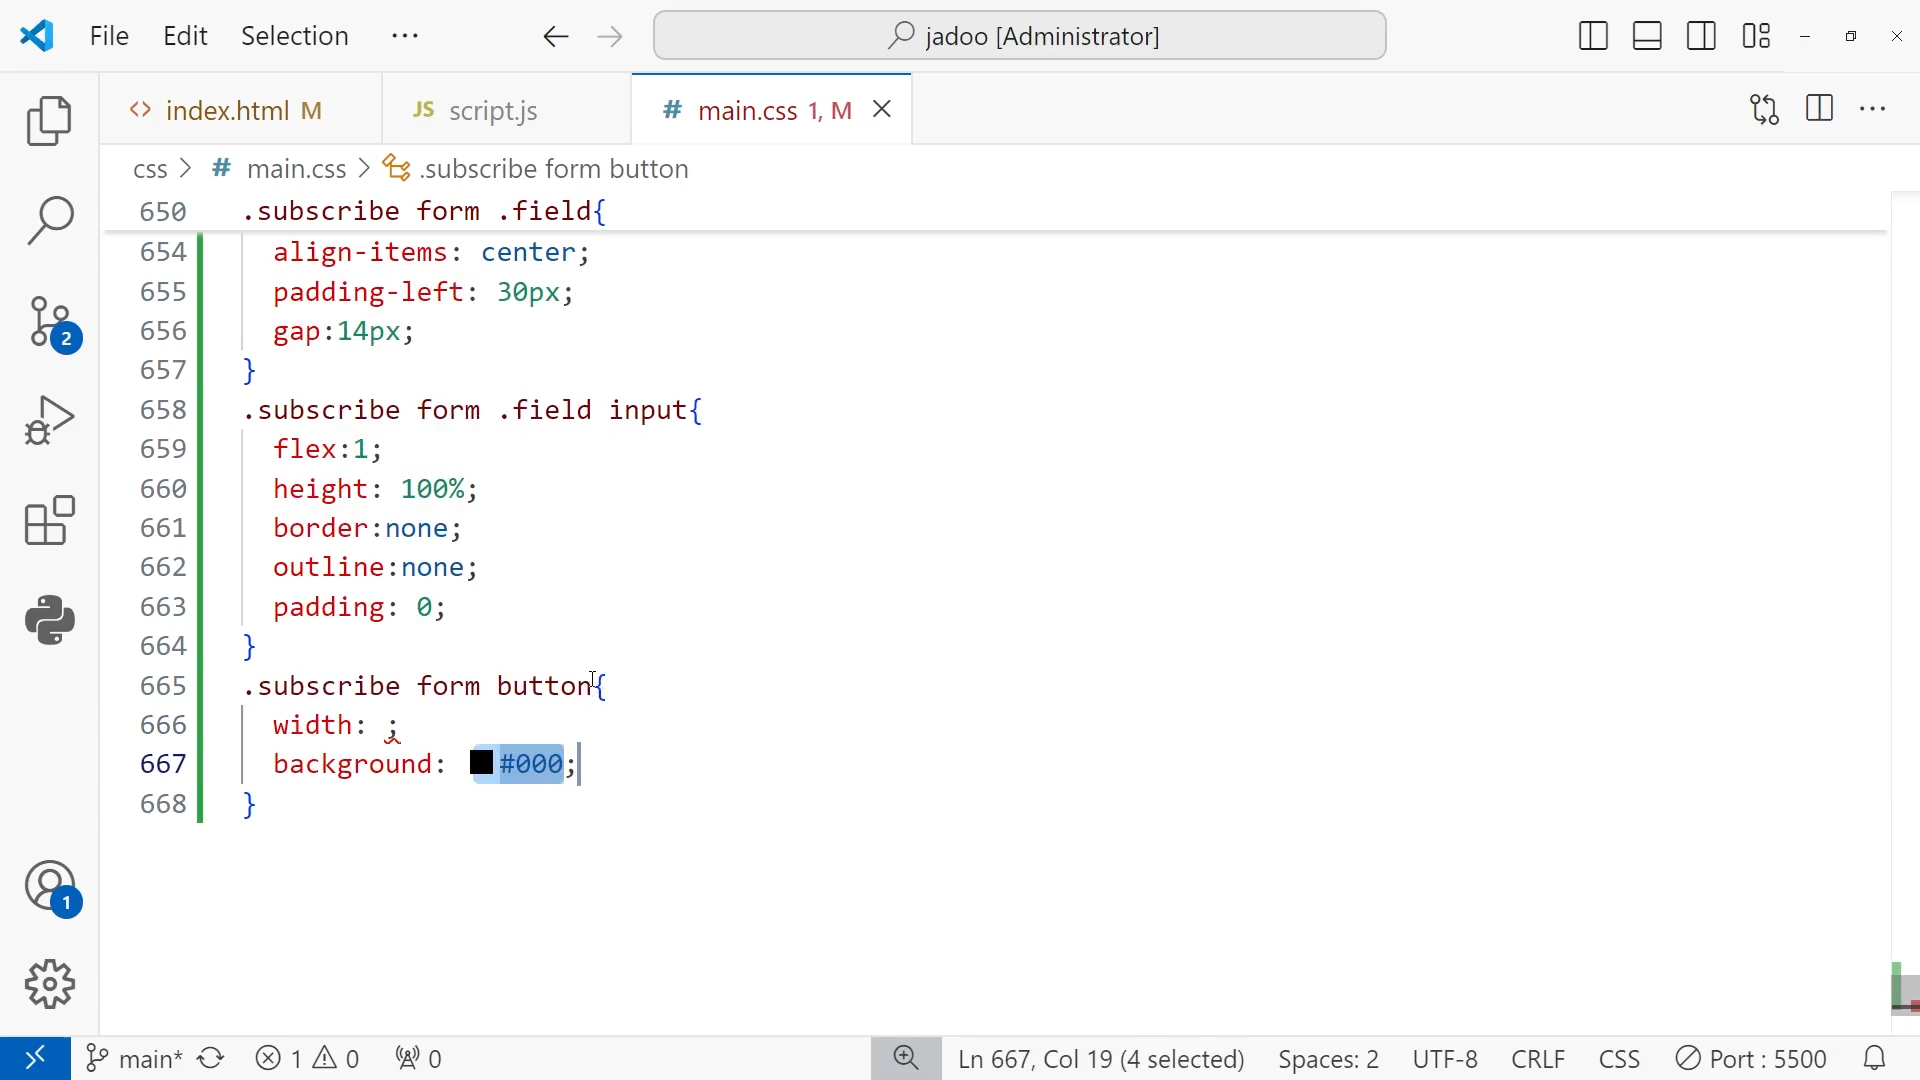 File Edit Selection ··· jadoo [Administrator]
<> index.html M JS script.js # main.css 1, M
css > # main.css > .subscribe form button
650 .subscribe form .field{
654 align-items: center;
655 padding-left: 30px;
656 gap:14px;
657 }
658 .subscribe form .field input{
659 flex:1;
660 height: 100%;
661 border:none;
662 outline:none;
663 padding: 0;
664 }
665 .subscribe form button{
666 width: ;
667 background: #000;
668 }
2
1
main* 1 0 0 Ln 667, Col 19 (4 selected) Spaces: 2 UTF-8 CRLF CSS Port : 5500